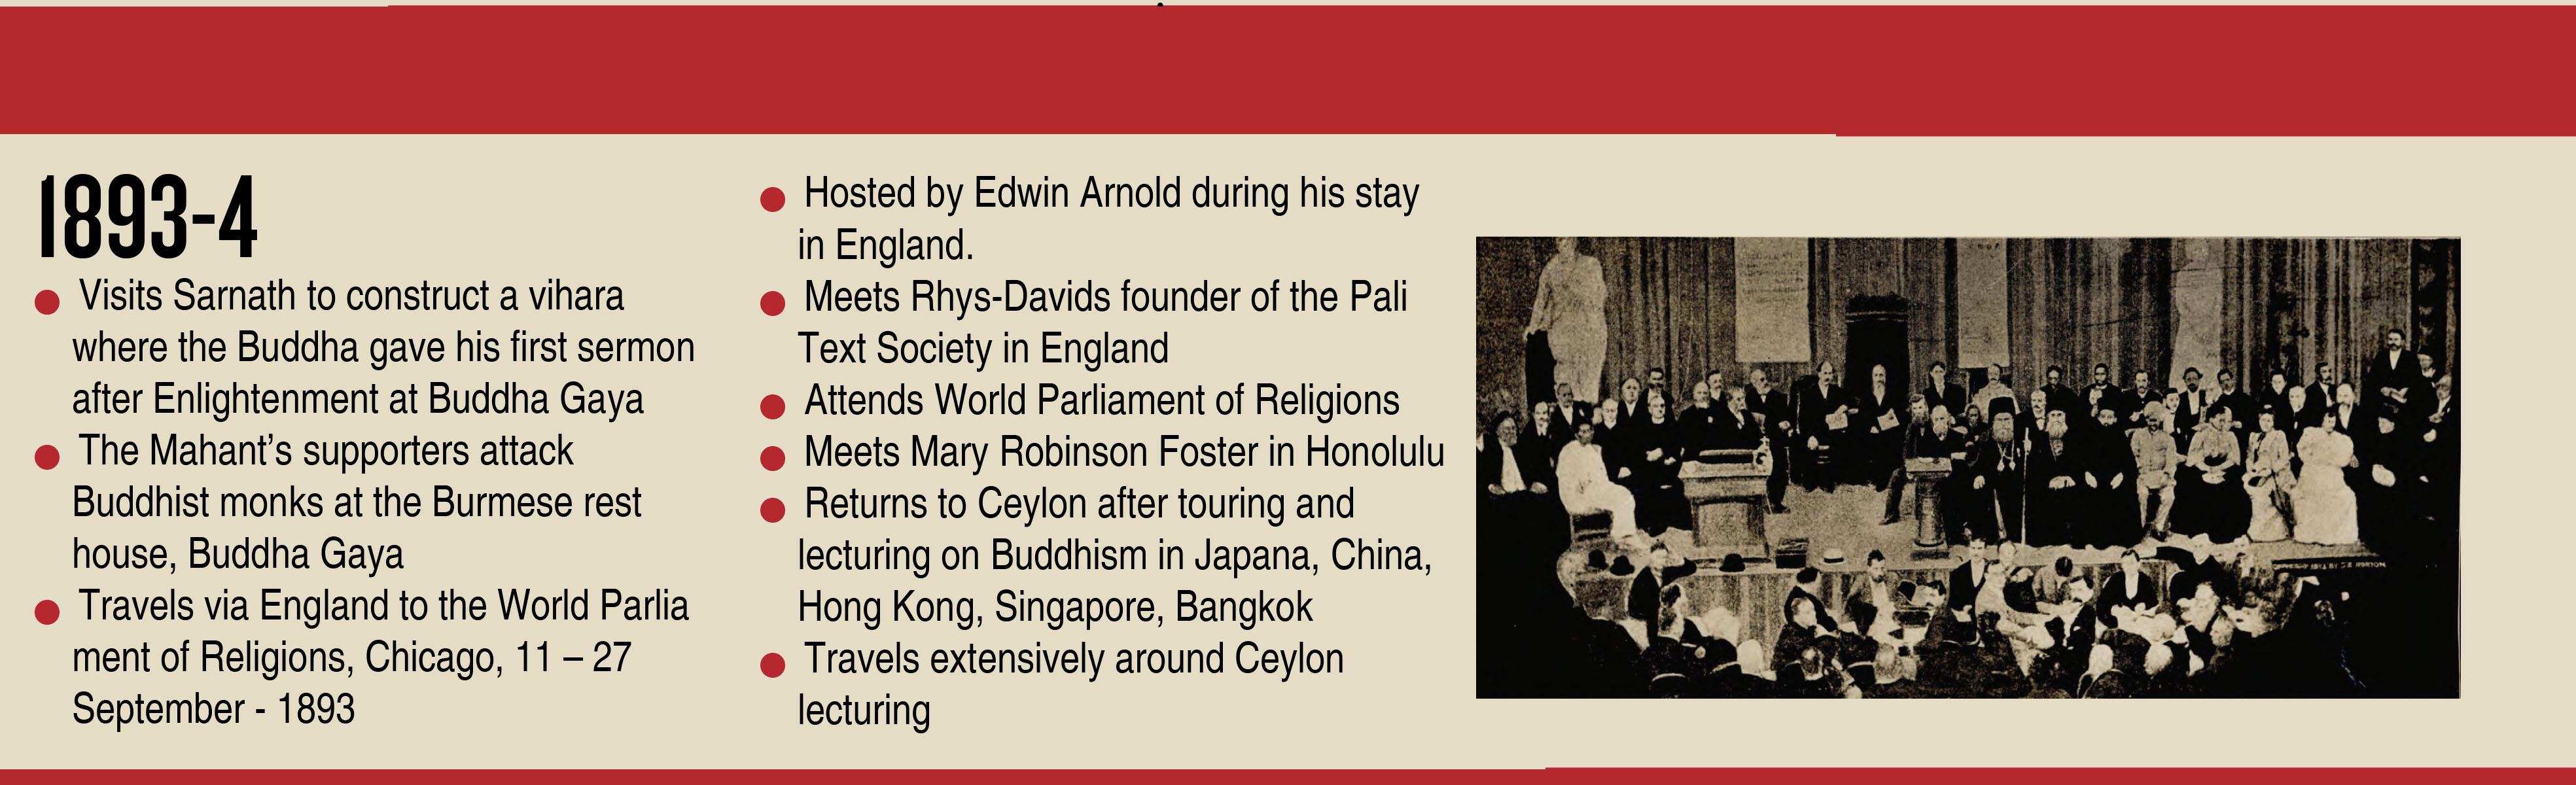 1893-4
● Visits Sarnath to construct a vihara
where the Buddha gave his first sermon
after Enlightenment at Buddha Gaya
● The Mahant’s supporters attack
Buddhist monks at the Burmese rest
house, Buddha Gaya
● Travels via England to the World Parlia
ment of Religions, Chicago, 11 – 27
September - 1893
● Hosted by Edwin Arnold during his stay
in England.
● Meets Rhys-Davids founder of the Pali
Text Society in England
● Attends World Parliament of Religions
● Meets Mary Robinson Foster in Honolulu
● Returns to Ceylon after touring and
lecturing on Buddhism in Japana, China,
Hong Kong, Singapore, Bangkok
● Travels extensively around Ceylon
lecturing